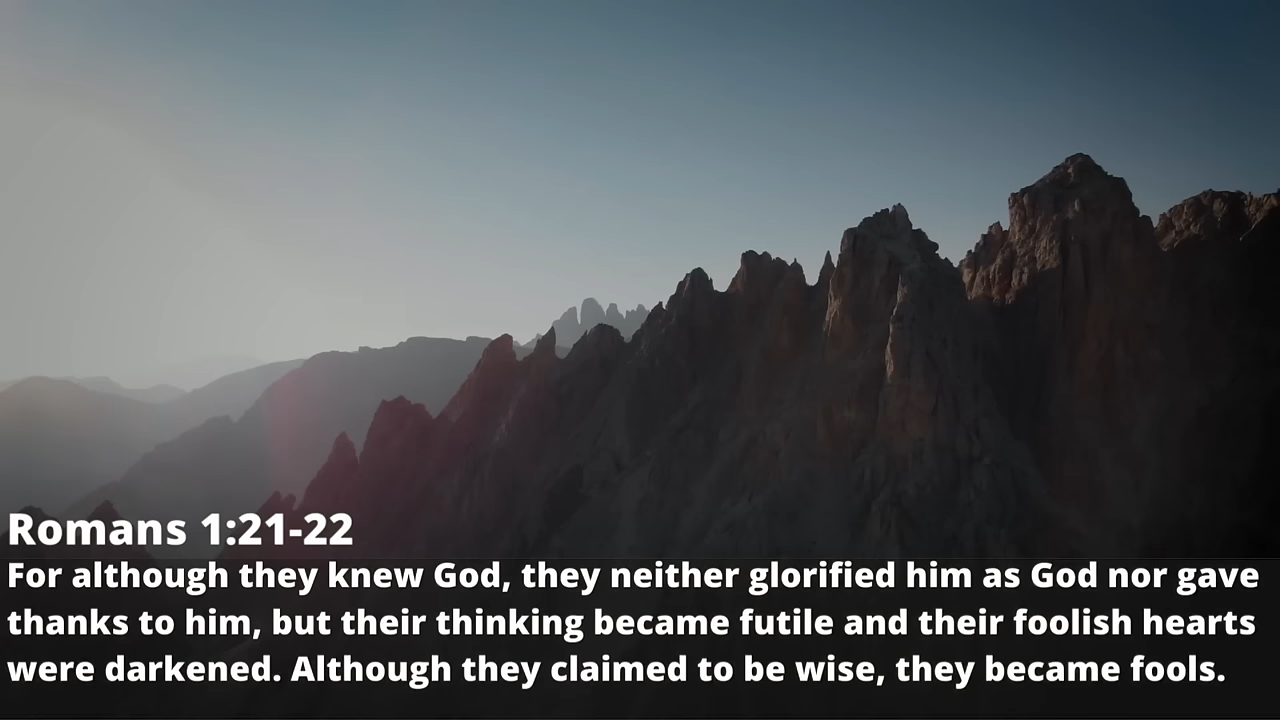 Romans 1:21-22
For although they knew God, they neither glorified him as God nor gave
thanks to him, but their thinking became futile and their foolish hearts
were darkened. Although they claimed to be wise, they became fools.